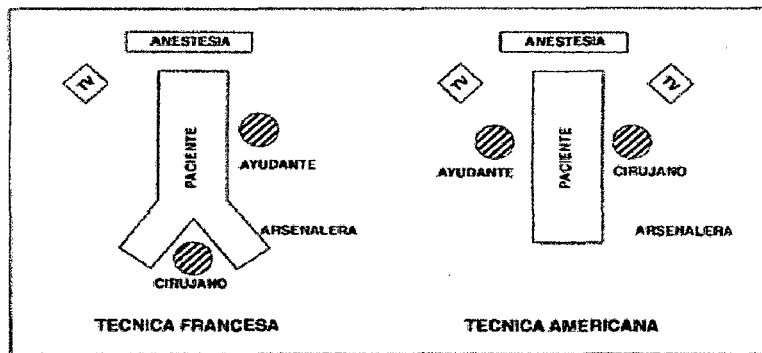 ANESTESIA
TV
PACIENTE
AYUDANTE
ARSENALERA
CIRUJANO
TECNICA FRANCESA
ANESTESIA
TV
TV
AYUDANTE
PACIENTE
CIRUJANO
ARSENALERA
TECNICA AMERICANA